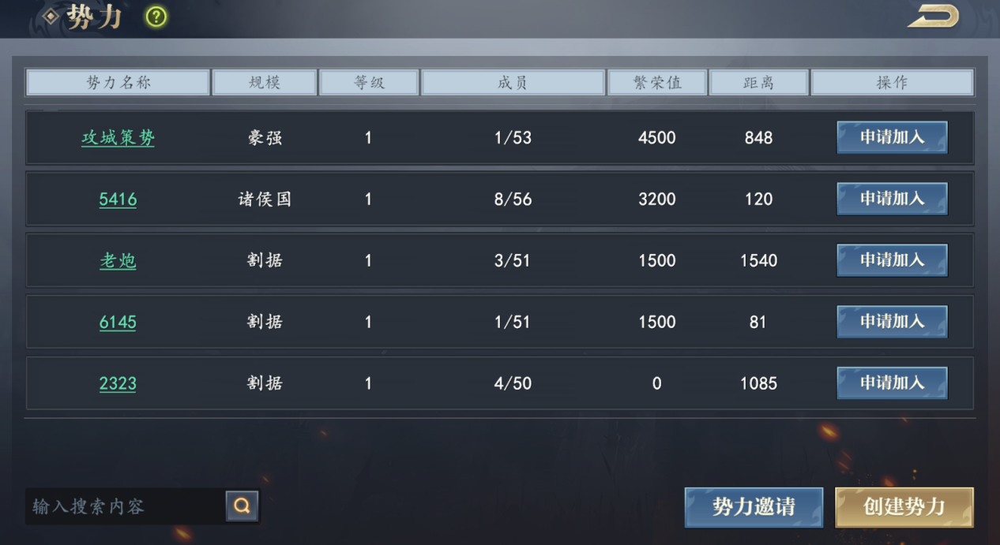 势力 ?
势力名称 规模 等级 成员 繁荣值 距离 操作
攻城策势 豪强 1 1/53 4500 848 申请加入
5416 诸侯国 1 8/56 3200 120 申请加入
老炮 割据 1 3/51 1500 1540 申请加入
6145 割据 1 1/51 1500 81 申请加入
2323 割据 1 4/50 0 1085 申请加入
输入搜索内容 势力邀请 创建势力